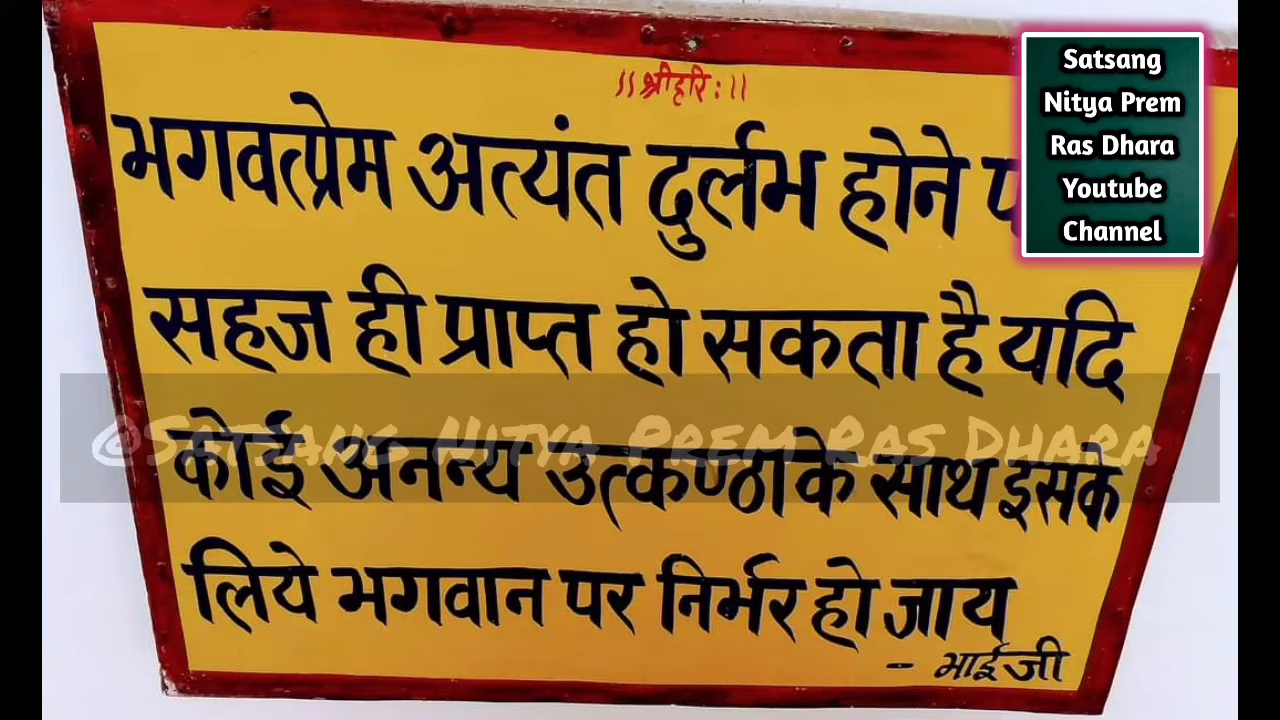 ।। श्रीहरि: ।।
भगवत्प्रेम अत्यंत दुर्लभ होने
सहज ही प्राप्त हो सकता है यदि
कोई अनन्य उत्कण्ठा के साथ इसके
लिये भगवान पर निर्भर हो जाय
- भाईजी
Satsang
Nitya Prem
Ras Dhara
Youtube
Channel
@Satsang Nitya Prem Ras Dhara